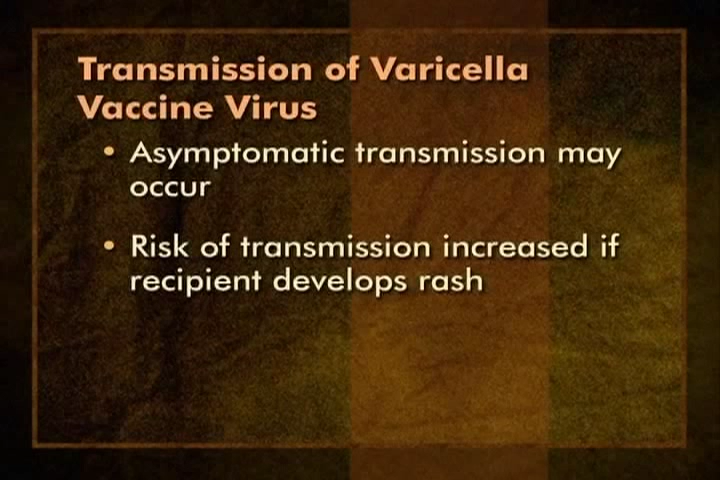 Transmission of Varicella
Vaccine Virus
• Asymptomatic transmission may
occur
• Risk of transmission increased if
recipient develops rash